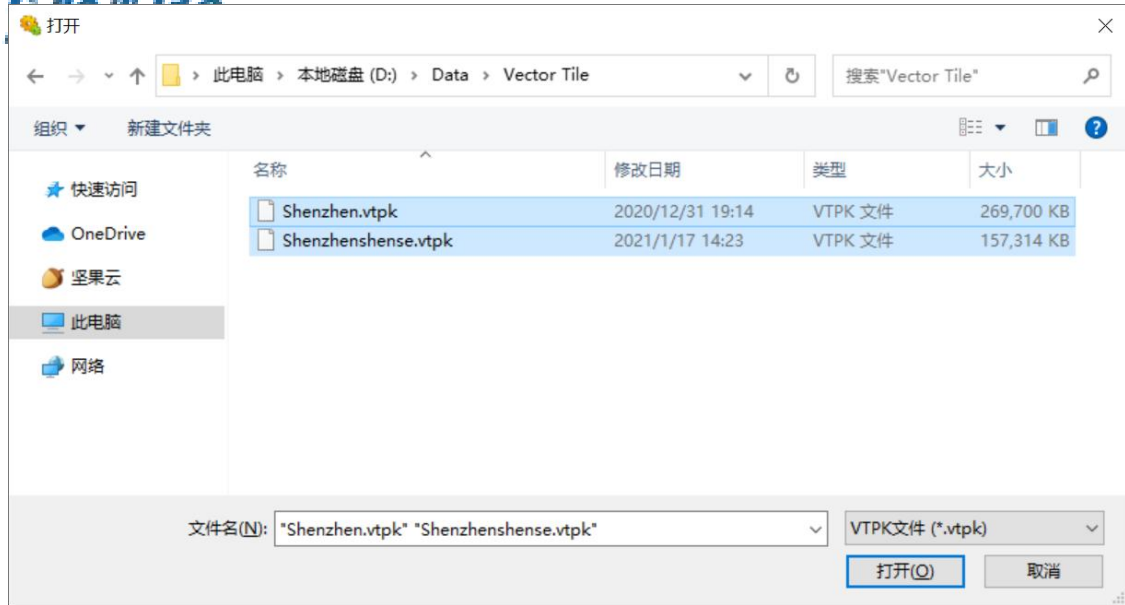 打开
此电脑 › 本地磁盘 (D:) › Data › Vector Tile
搜索"Vector Tile"
组织 新建文件夹
名称 修改日期 类型 大小
快速访问
OneDrive
坚果云
此电脑
网络
Shenzhen.vtpk 2020/12/31 19:14 VTPK 文件 269,700 KB
Shenzhenshense.vtpk 2021/1/17 14:23 VTPK 文件 157,314 KB
文件名(N): "Shenzhen.vtpk" "Shenzhenshense.vtpk" VTPK文件 (*.vtpk)
打开(O) 取消